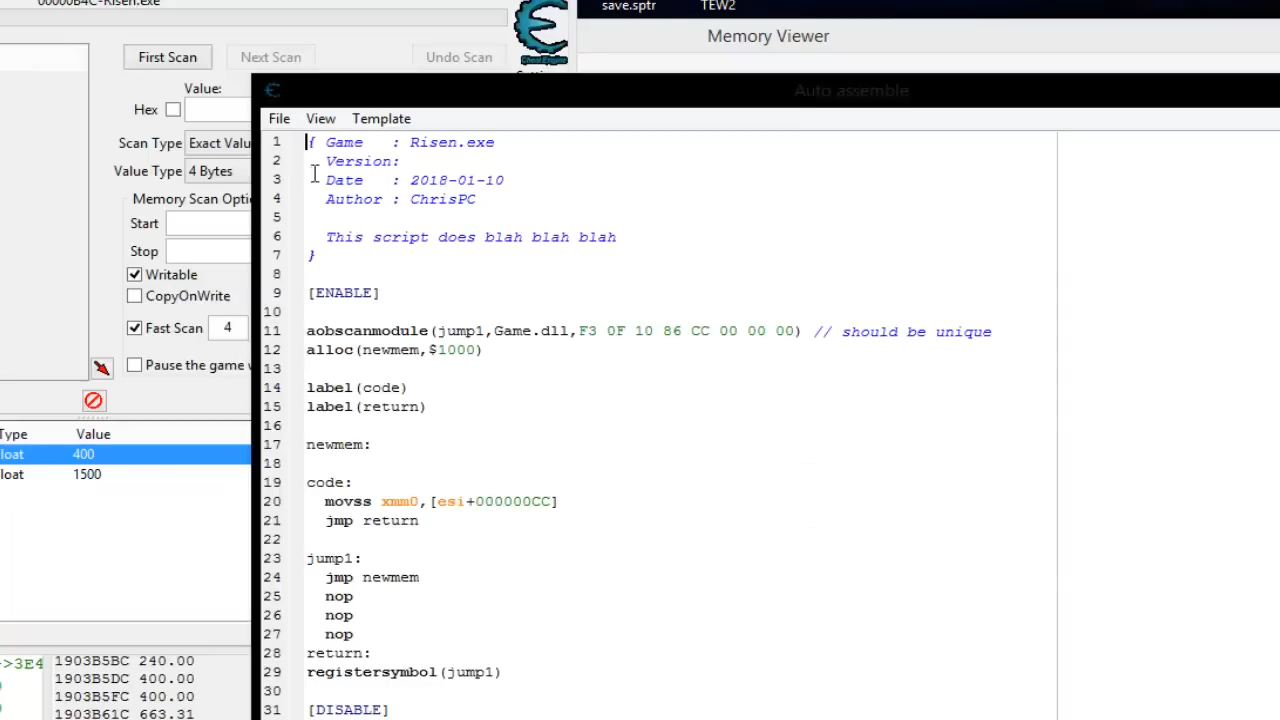 00000B4C-Risen.exe
save.sptr
TEW2
Memory Viewer
First Scan
Next Scan
Undo Scan
Cheat Engine
Value:
Hex
Scan Type
Exact Valu
Value Type
4 Bytes
Memory Scan Optio
Start
Stop
Writable
CopyOnWrite
Fast Scan
4
Pause the game w
Type
Value
loat
400
loat
1500
->3E4
1903B5BC 240.00
1903B5DC 400.00
1903B5FC 400.00
1903B61C 663.31
Auto assemble
File
View
Template
1 { Game   : Risen.exe
2 Version:
3 Date   : 2018-01-10
4 Author : ChrisPC
5
6 This script does blah blah blah
7 }
8
9 [ENABLE]
10
11 aobscanmodule(jump1,Game.dll,F3 0F 10 86 CC 00 00 00) // should be unique
12 alloc(newmem,$1000)
13
14 label(code)
15 label(return)
16
17 newmem:
18
19 code:
20 movss xmm0,[esi+000000CC]
21 jmp return
22
23 jump1:
24 jmp newmem
25 nop
26 nop
27 nop
28 return:
29 registersymbol(jump1)
30
31 [DISABLE]